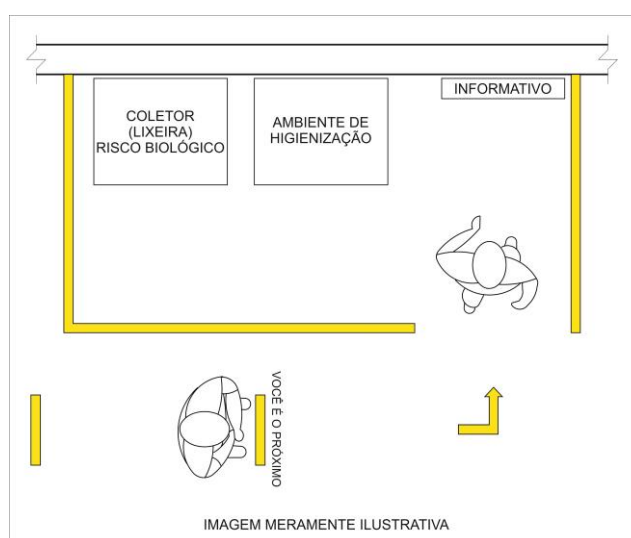 INFORMATIVO
COLETOR
(LIXEIRA)
RISCO BIOLÓGICO
AMBIENTE DE
HIGIENIZAÇÃO
VOCÊ É O PRÓXIMO
IMAGEM MERAMENTE ILUSTRATIVA